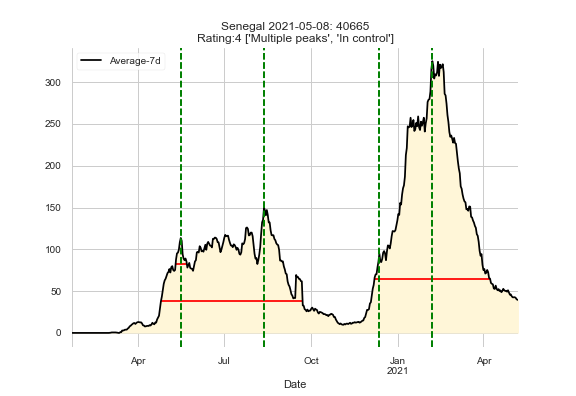 Senegal 2021-05-08: 40665
Rating:4 ['Multiple peaks', 'In control']
Average-7d
300
250
200
150
100
50
0
Apr
Jul
Oct
Jan
2021
Apr
Date